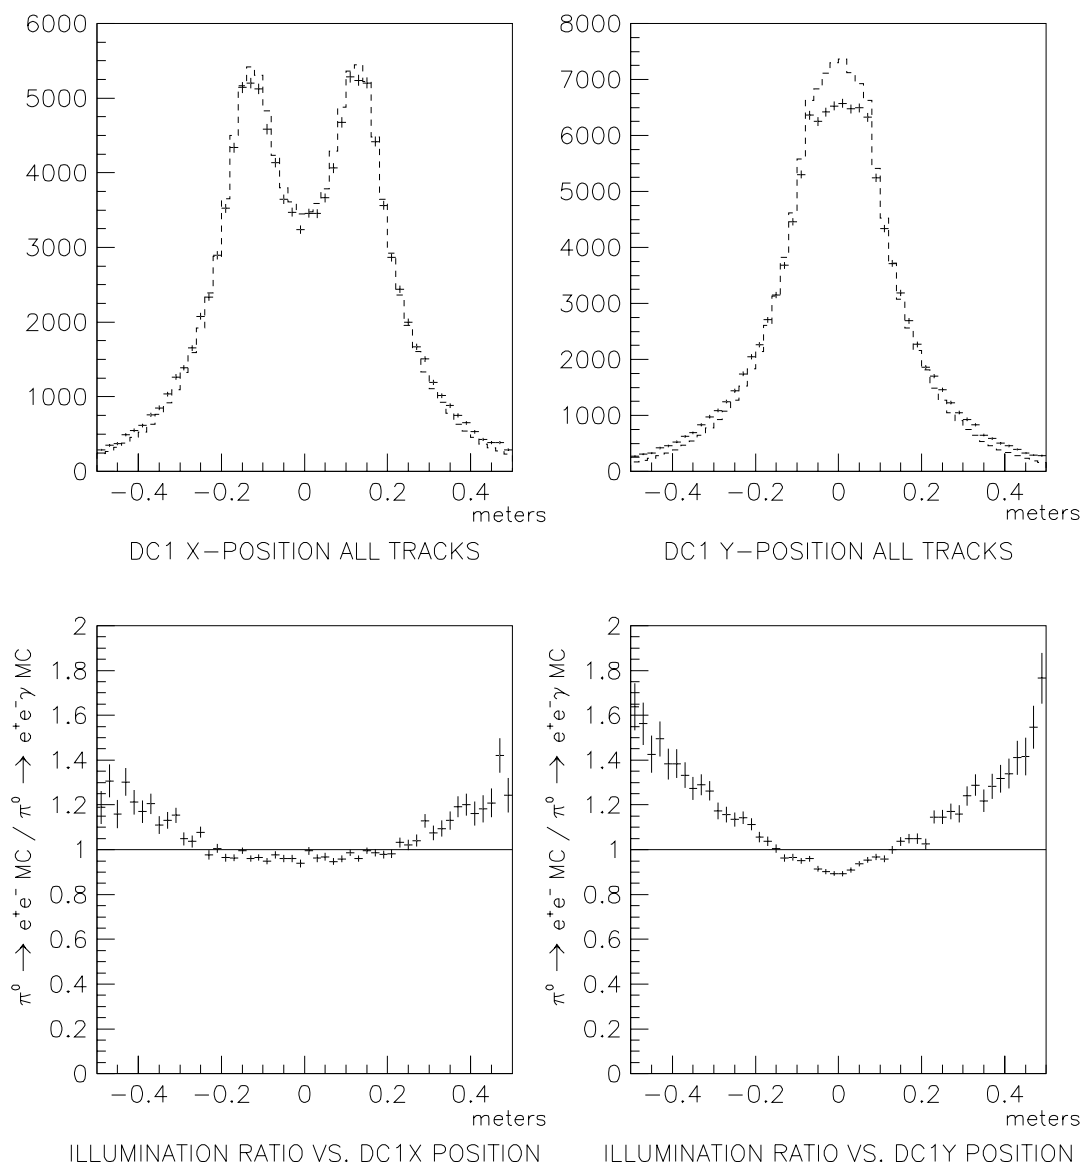 6000
5000
4000
3000
2000
1000
0
−0.4 −0.2 0 0.2 0.4
meters
DC1 X−POSITION ALL TRACKS
8000
7000
6000
5000
4000
3000
2000
1000
0
−0.4 −0.2 0 0.2 0.4
meters
DC1 Y−POSITION ALL TRACKS
π⁰ → e⁺e⁻ MC / π⁰ → e⁺e⁻γ MC
2
1.8
1.6
1.4
1.2
1
0.8
0.6
0.4
0.2
0
−0.4 −0.2 0 0.2 0.4
meters
ILLUMINATION RATIO VS. DC1X POSITION
π⁰ → e⁺e⁻ MC / π⁰ → e⁺e⁻γ MC
2
1.8
1.6
1.4
1.2
1
0.8
0.6
0.4
0.2
0
−0.4 −0.2 0 0.2 0.4
meters
ILLUMINATION RATIO VS. DC1Y POSITION